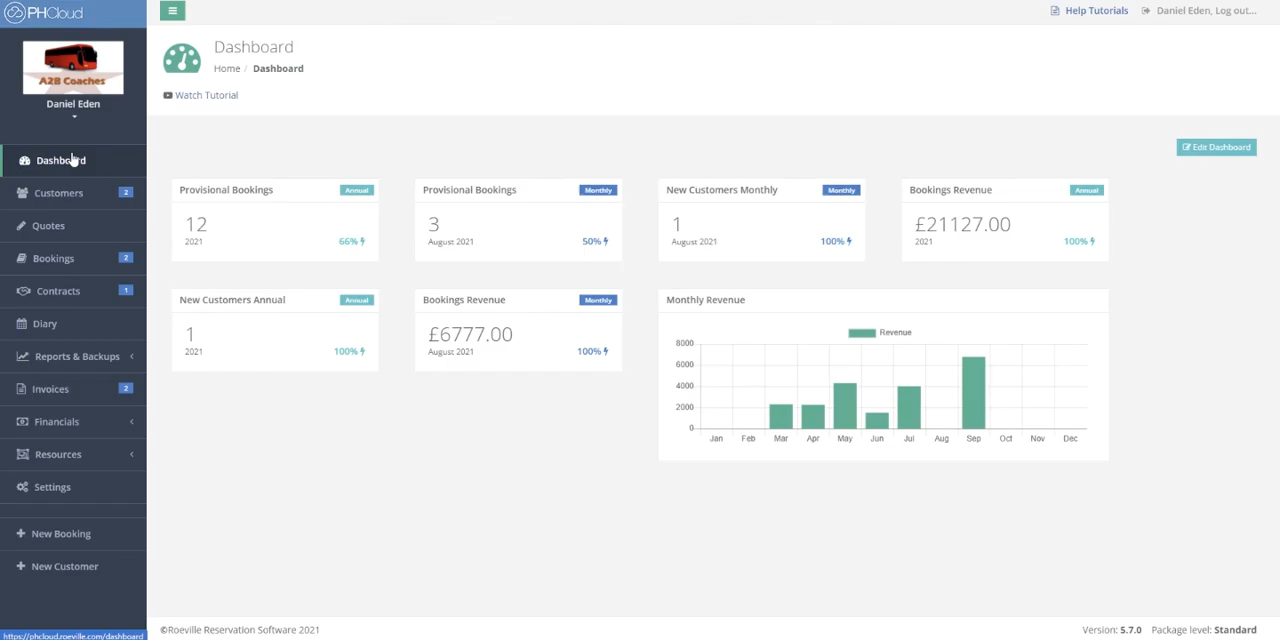 PHCloud
Help Tutorials
Daniel Eden, Log out...
A2B Coaches
Daniel Eden
Dashboard
Home / Dashboard
Watch Tutorial
Dashboard
Customers 2
Quotes
Bookings 2
Contracts 1
Diary
Reports & Backups
Invoices 2
Financials
Resources
Settings
New Booking
New Customer
https://phcloud.roeville.com/dashboard
Edit Dashboard
Provisional Bookings Annual
12
2021 66%
Provisional Bookings Monthly
3
August 2021 50%
New Customers Monthly Monthly
1
August 2021 100%
Bookings Revenue Annual
£21127.00
2021 100%
New Customers Annual Annual
1
2021 100%
Bookings Revenue Monthly
£6777.00
August 2021 100%
Monthly Revenue
Revenue
8000
6000
4000
2000
0
Jan Feb Mar Apr May Jun Jul Aug Sep Oct Nov Dec
©Roeville Reservation Software 2021
Version: 5.7.0 Package level: Standard